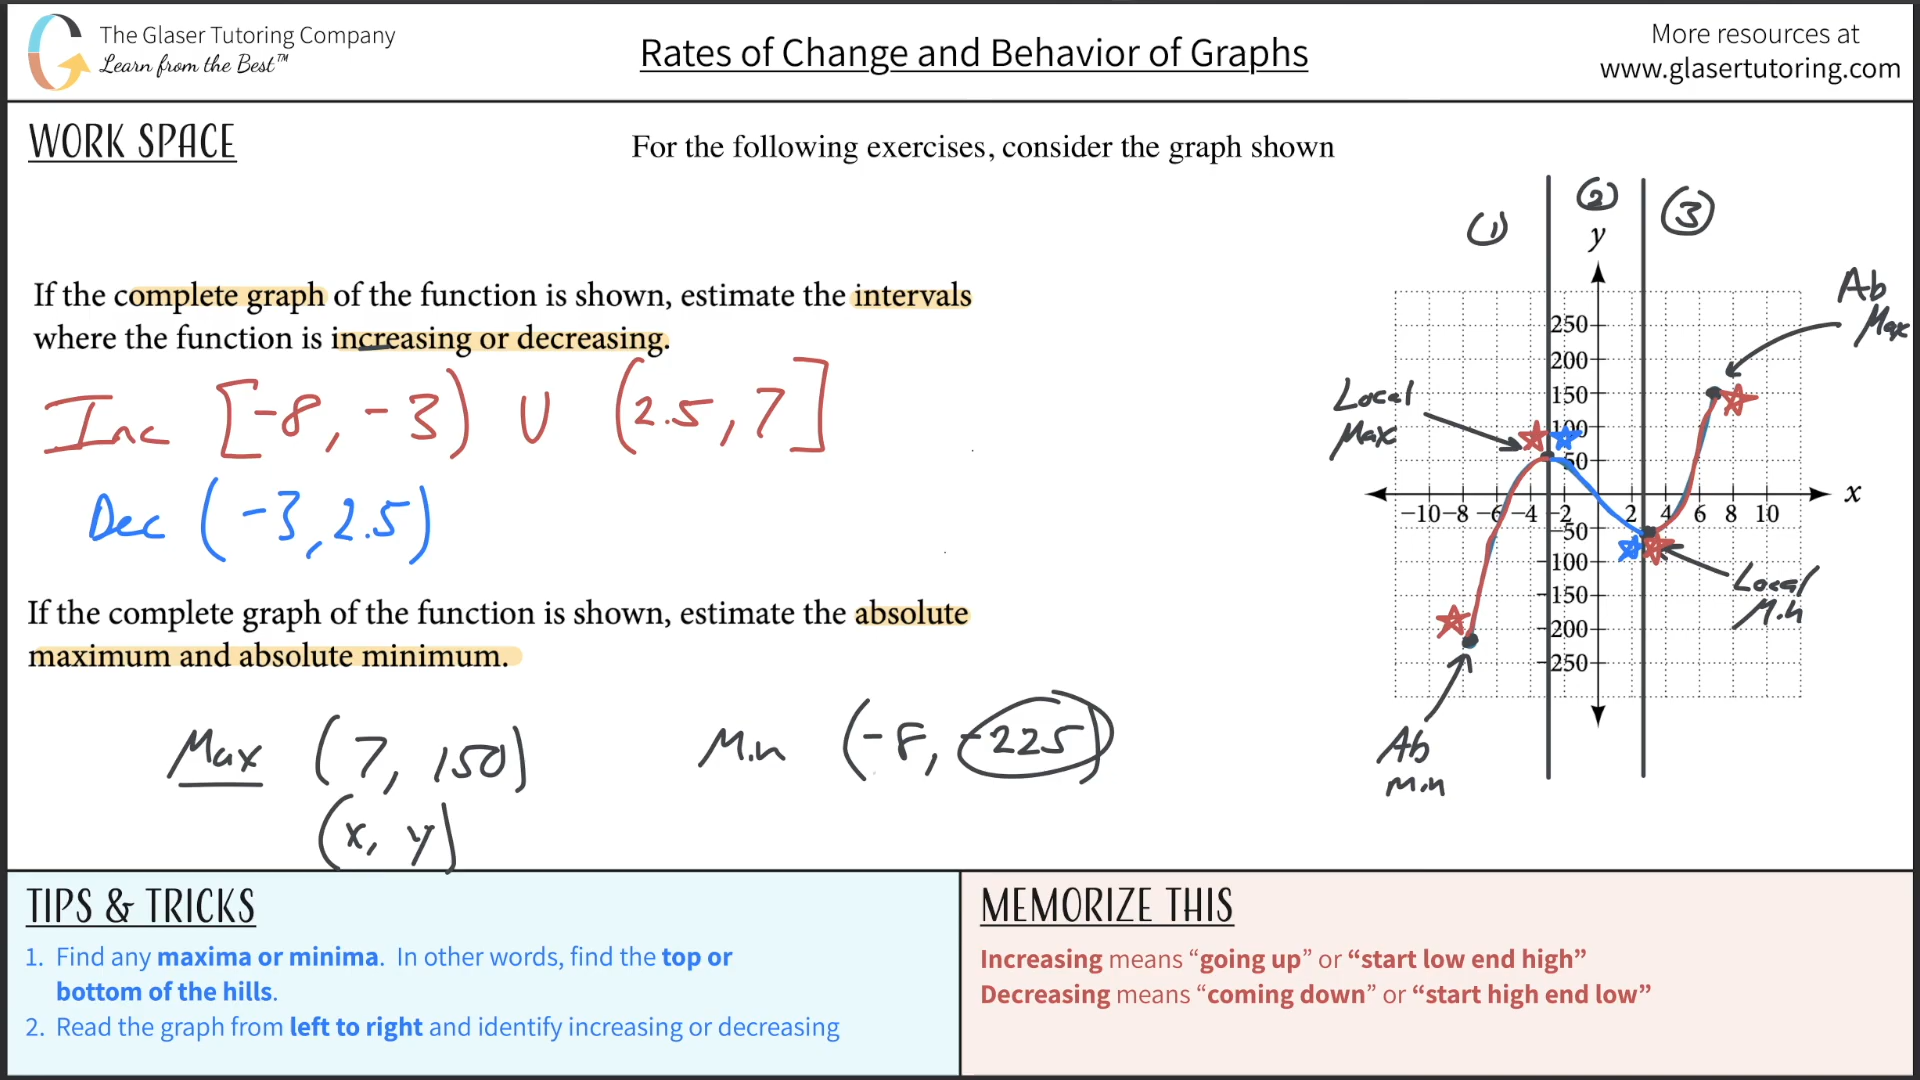 The Glaser Tutoring Company
Learn from the Best™
Rates of Change and Behavior of Graphs
More resources at
www.glasertutoring.com
WORK SPACE
For the following exercises, consider the graph shown
If the complete graph of the function is shown, estimate the intervals
where the function is increasing or decreasing.
Inc [-8, -3) U (2.5, 7]
Dec (-3, 2.5)
If the complete graph of the function is shown, estimate the absolute
maximum and absolute minimum.
Max (7, 150)
(x, y)
Min (-8, -225)
1
2
3
y
Ab
Max
250
200
150
100
50
Local
Max
x
−10 −8 −6 −4 −2 2 4 6 8 10
−50
−100
−150
−200
−250
Local
Min
Ab
Min
TIPS & TRICKS
1. Find any maxima or minima. In other words, find the top or
bottom of the hills.
2. Read the graph from left to right and identify increasing or decreasing
MEMORIZE THIS
Increasing means “going up” or “start low end high”
Decreasing means “coming down” or “start high end low”